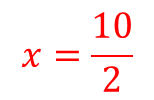 x = 10/2